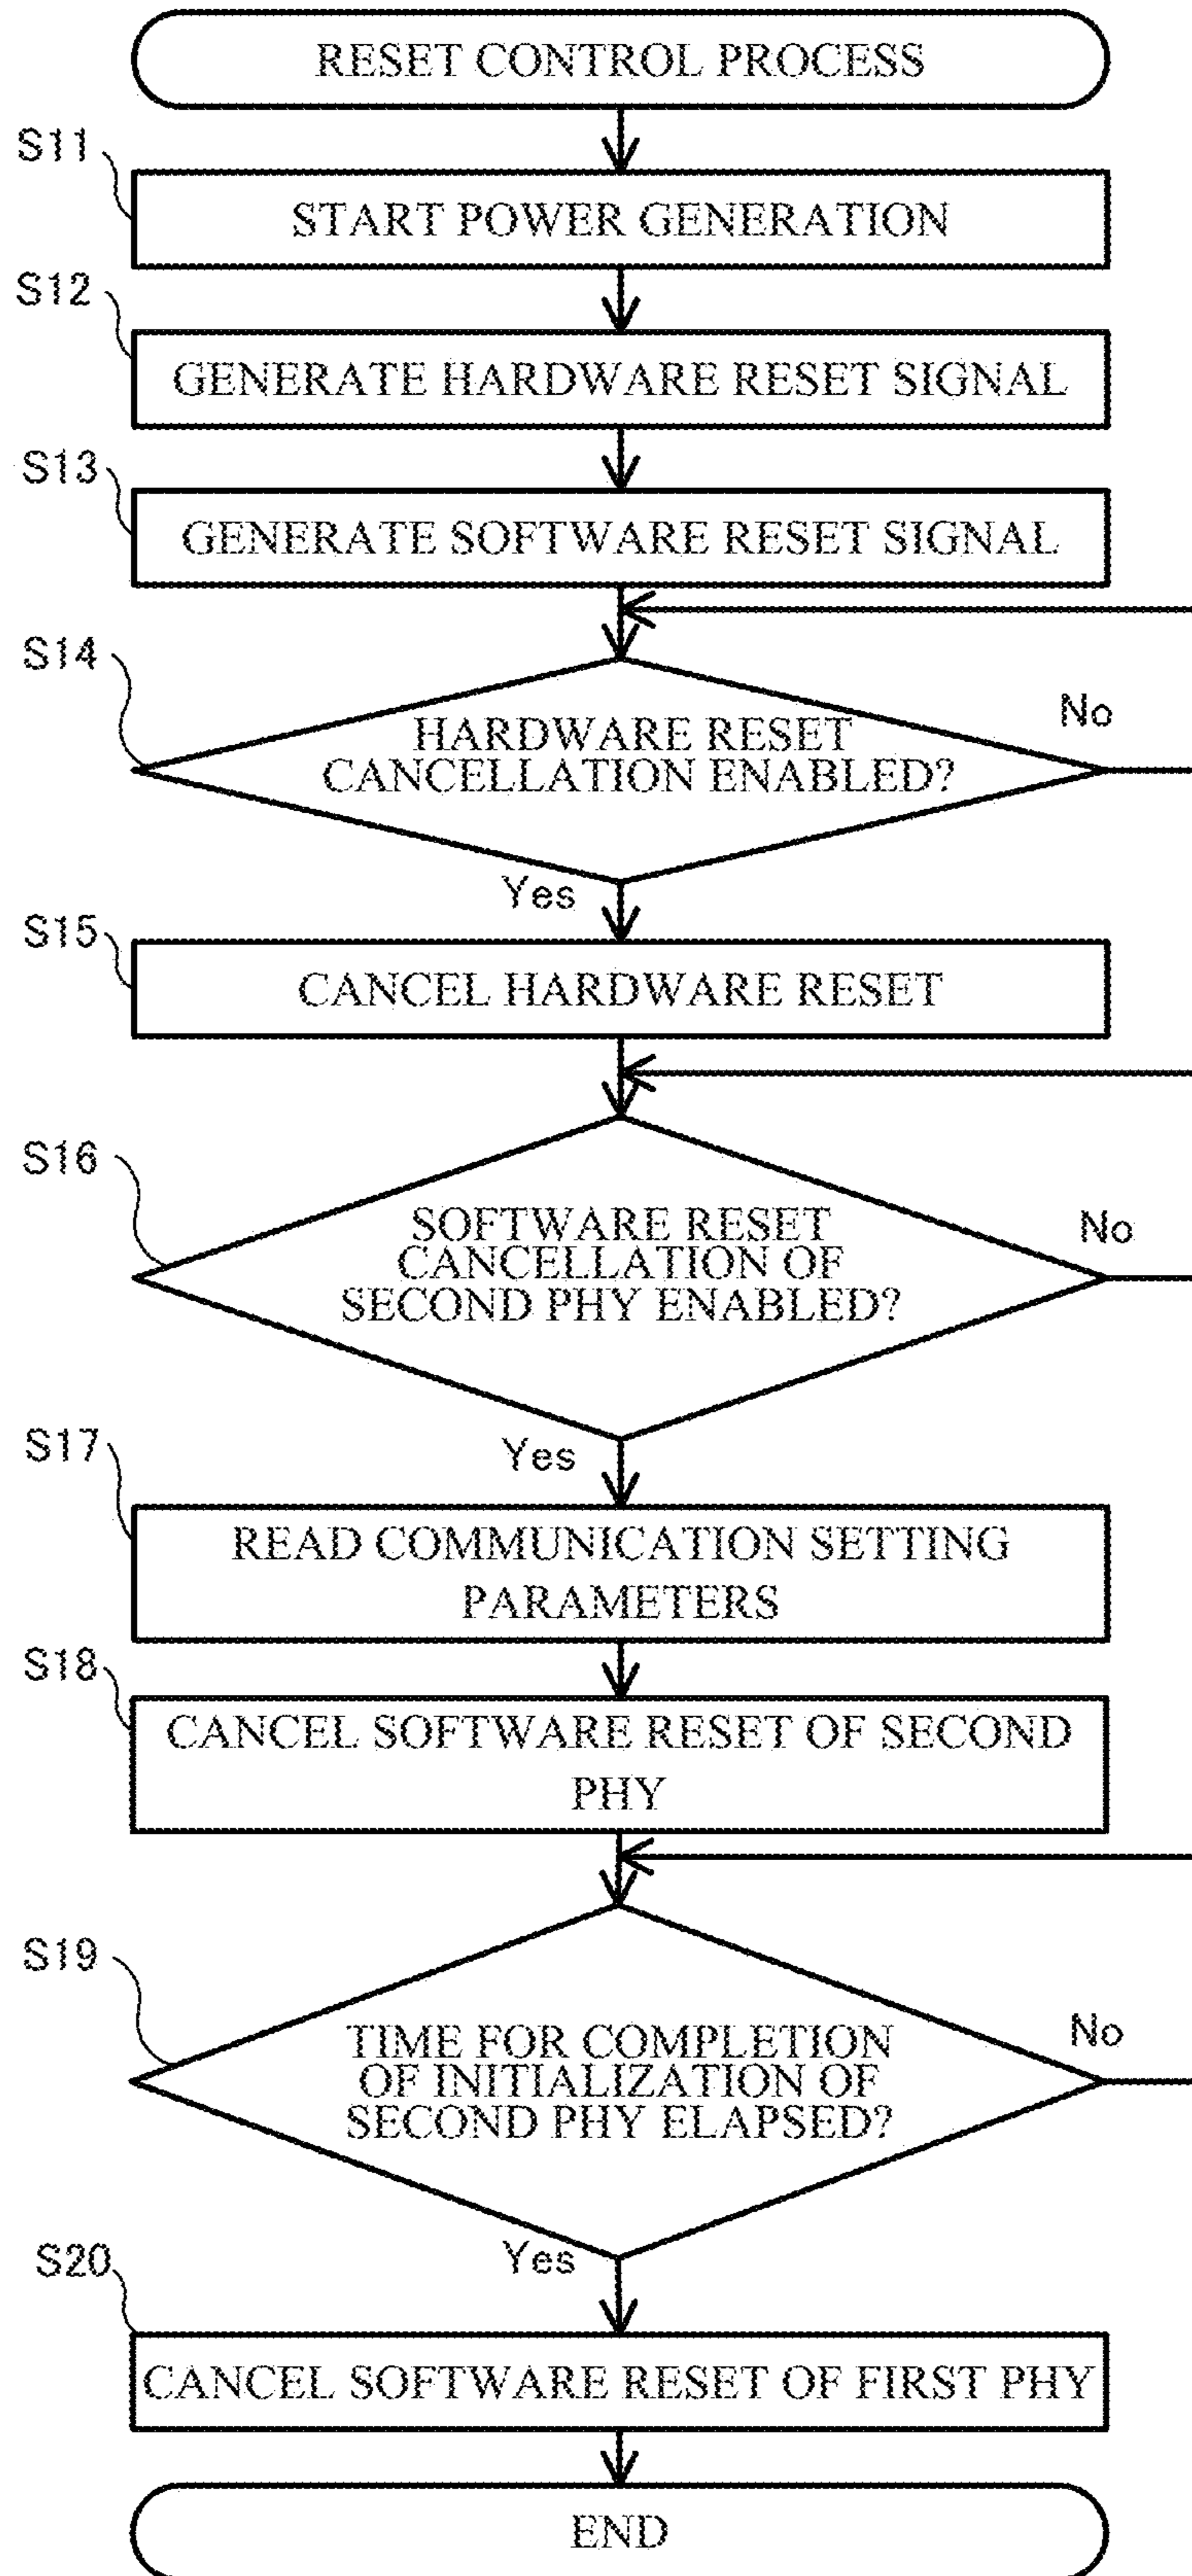 RESET CONTROL PROCESS
S11
START POWER GENERATION
S12
GENERATE HARDWARE RESET SIGNAL
S13
GENERATE SOFTWARE RESET SIGNAL
S14
HARDWARE RESET
CANCELLATION ENABLED?
No
Yes
S15
CANCEL HARDWARE RESET
S16
SOFTWARE RESET
CANCELLATION OF
SECOND PHY ENABLED?
No
Yes
S17
READ COMMUNICATION SETTING
PARAMETERS
S18
CANCEL SOFTWARE RESET OF SECOND
PHY
S19
TIME FOR COMPLETION
OF INITIALIZATION OF
SECOND PHY ELAPSED?
No
Yes
S20
CANCEL SOFTWARE RESET OF FIRST PHY
END